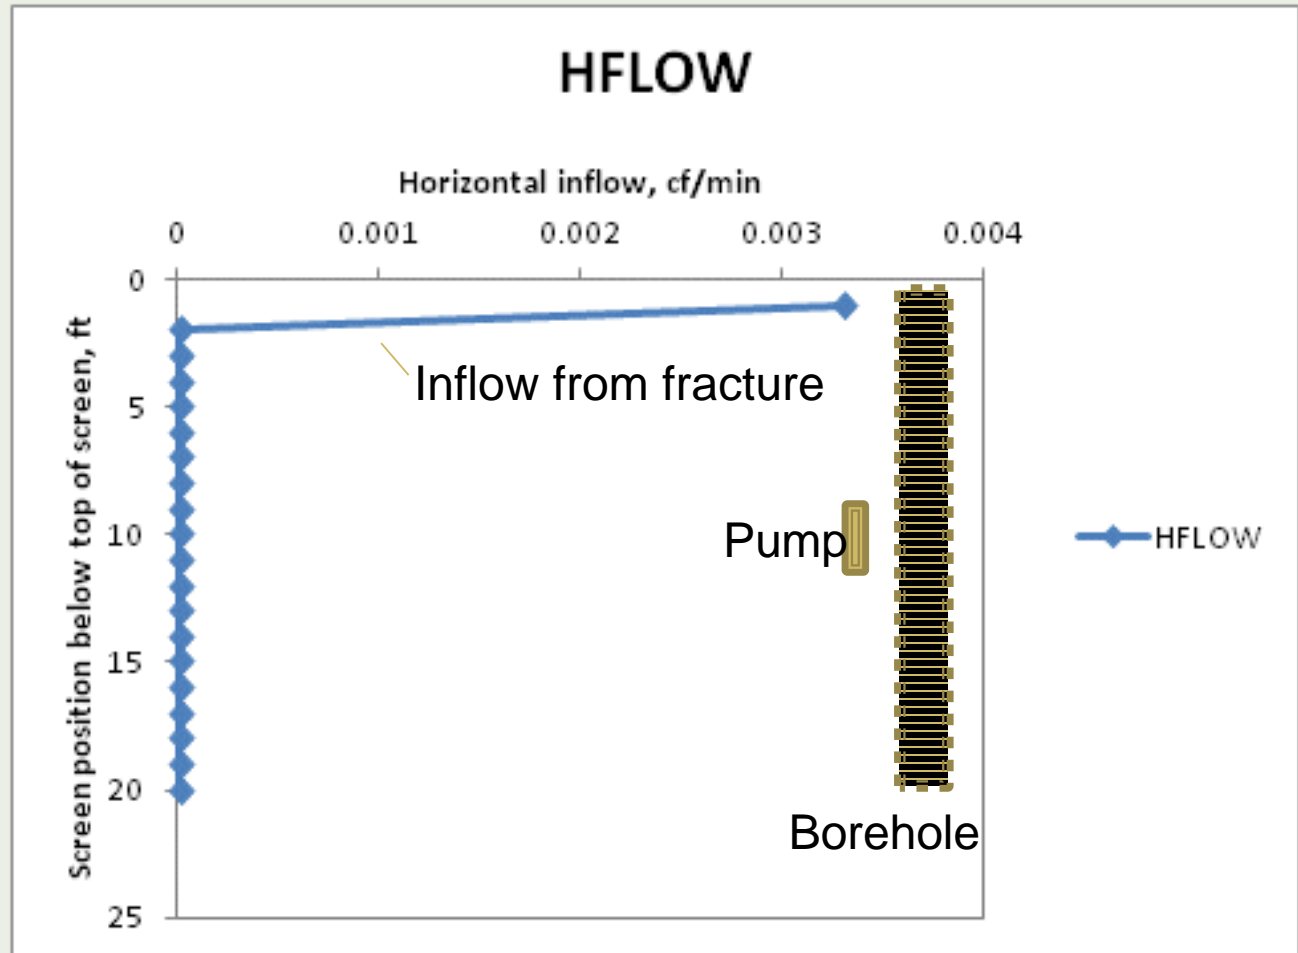 HFLOW
Horizontal inflow, cf/min
0 0.001 0.002 0.003 0.004
Screen position below top of screen, ft
0
5
10
15
20
25
Inflow from fracture
Pump
HFLOW
Borehole